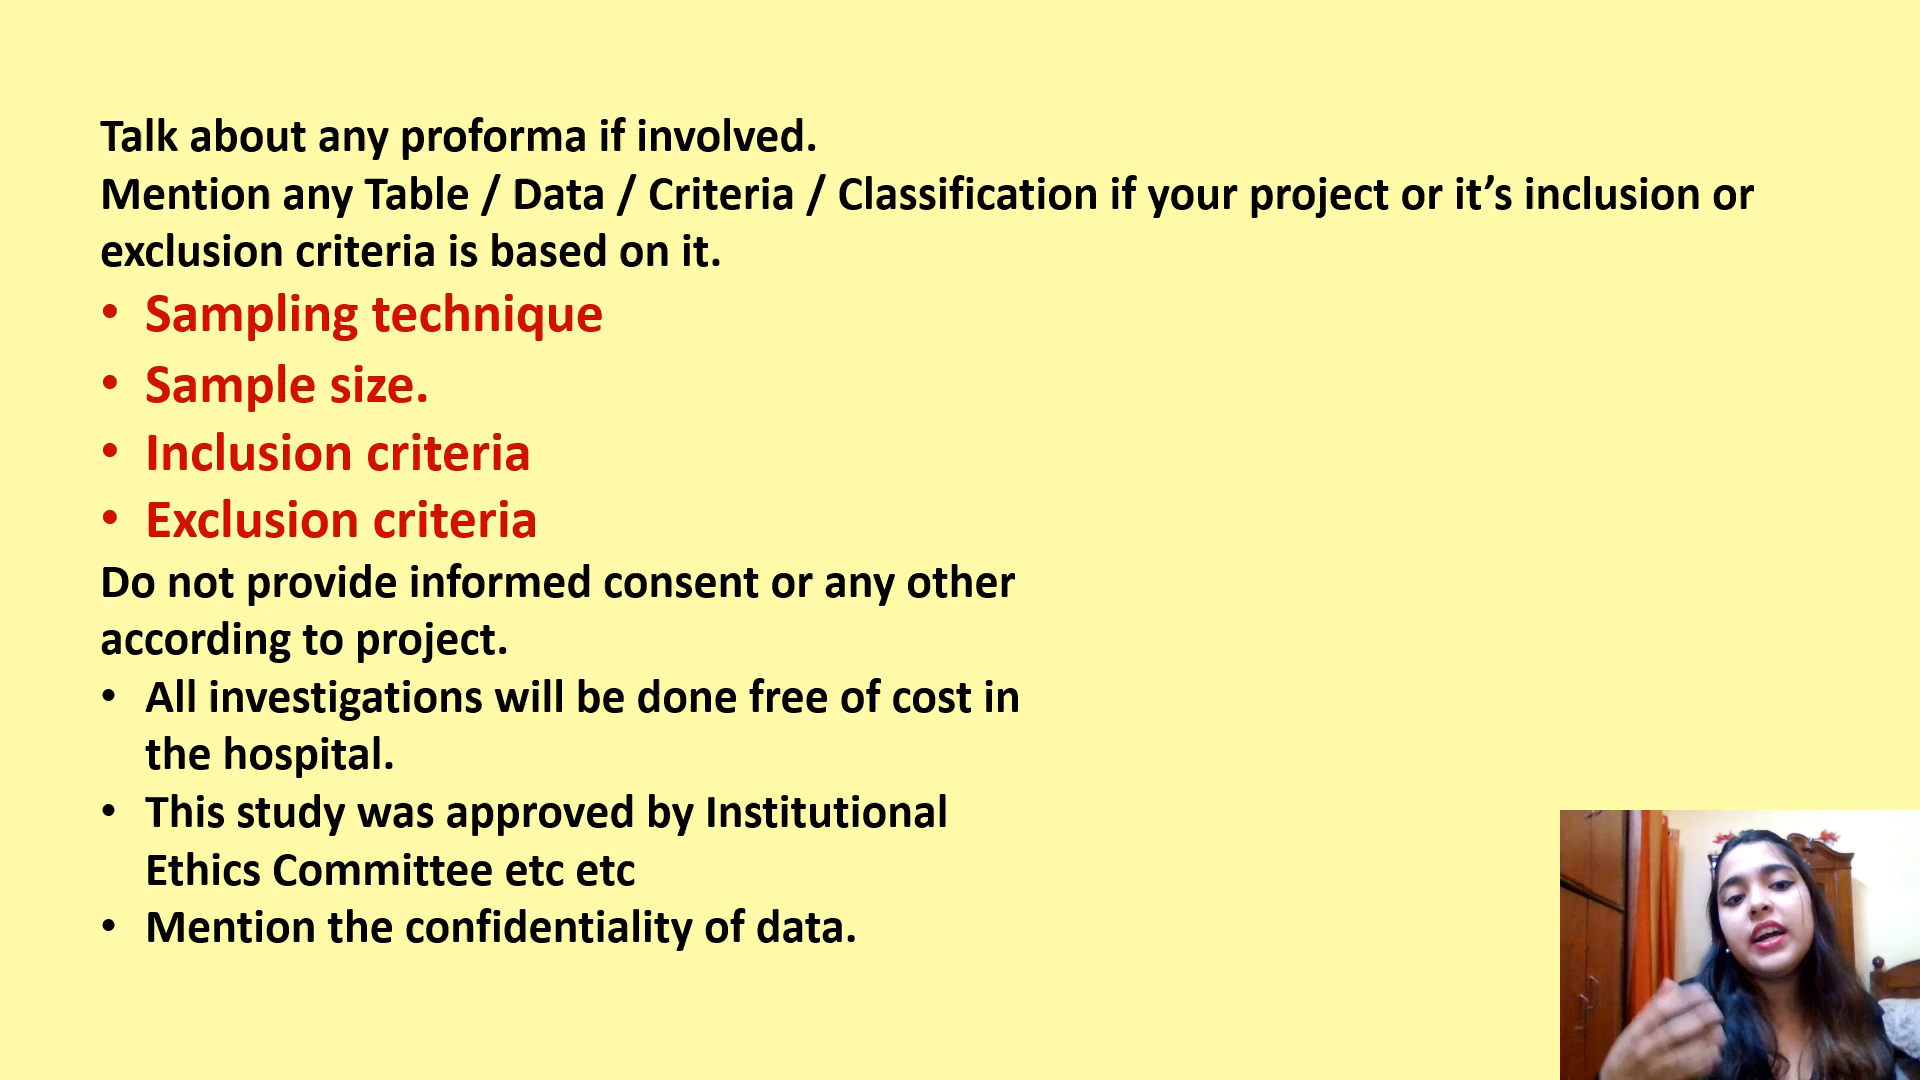 Talk about any proforma if involved.
Mention any Table / Data / Criteria / Classification if your project or it’s inclusion or
exclusion criteria is based on it.
• Sampling technique
• Sample size.
• Inclusion criteria
• Exclusion criteria
Do not provide informed consent or any other
according to project.
• All investigations will be done free of cost in
the hospital.
• This study was approved by Institutional
Ethics Committee etc etc
• Mention the confidentiality of data.